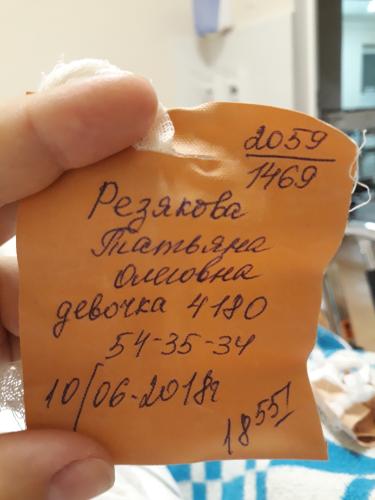 2059
1469
Резякова
Татьяна
Олеговна
девочка 4180
54-35-34
10/06-2018г
18 55